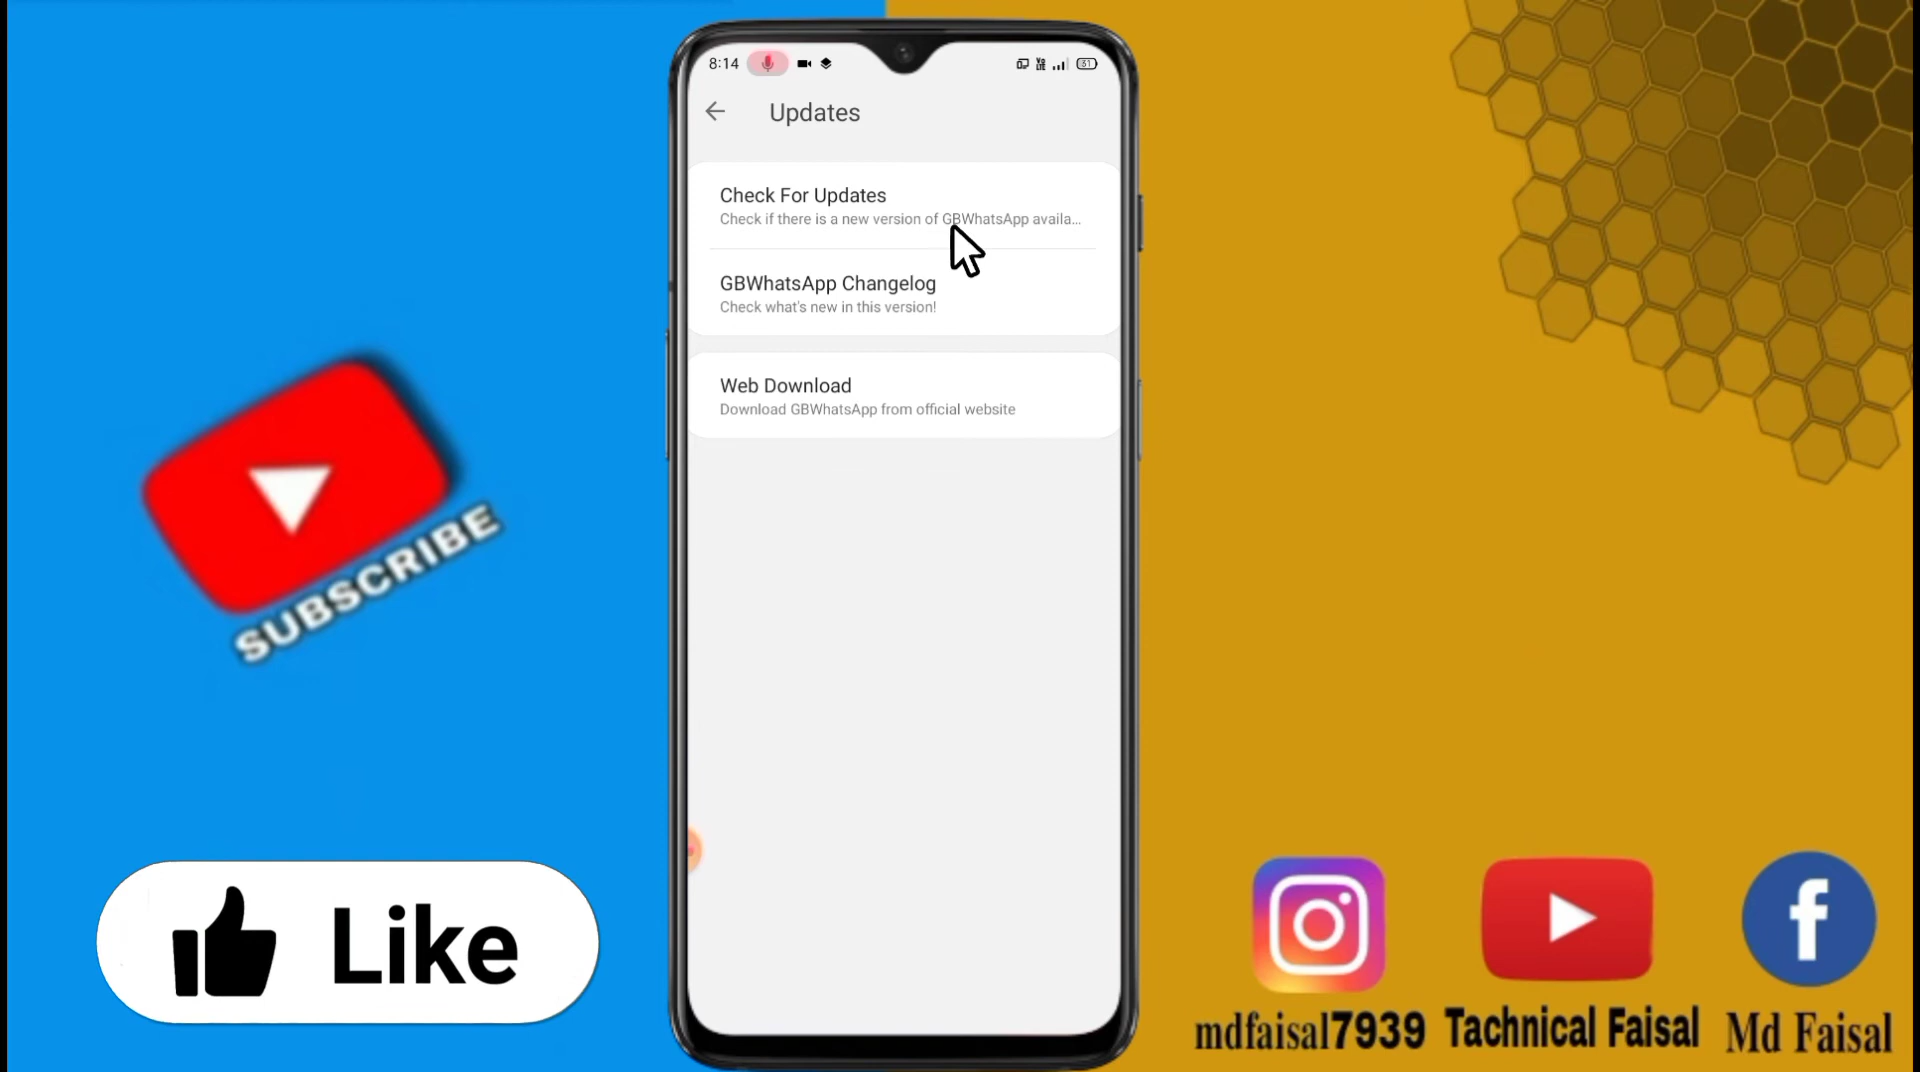 8:14
61
Updates
Check For Updates
Check if there is a new version of GBWhatsApp availa...
GBWhatsApp Changelog
Check what's new in this version!
Web Download
Download GBWhatsApp from official website
SUBSCRIBE
Like
mdfaisal7939
Tachnical Faisal
Md Faisal